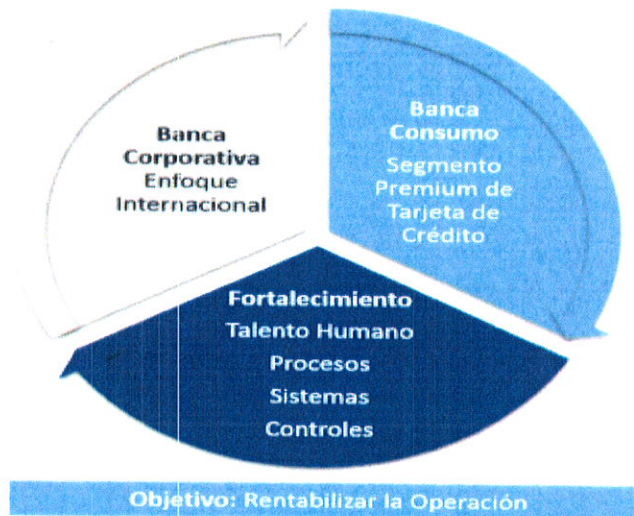 Banca
Corporativa
Enfoque
Internacional
Banca
Consumo
Segmento
Premium de
Tarjeta de
Crédito
Fortalecimiento
Talento Humano
Procesos
Sistemas
Controles
Objetivo: Rentabilizar la Operación